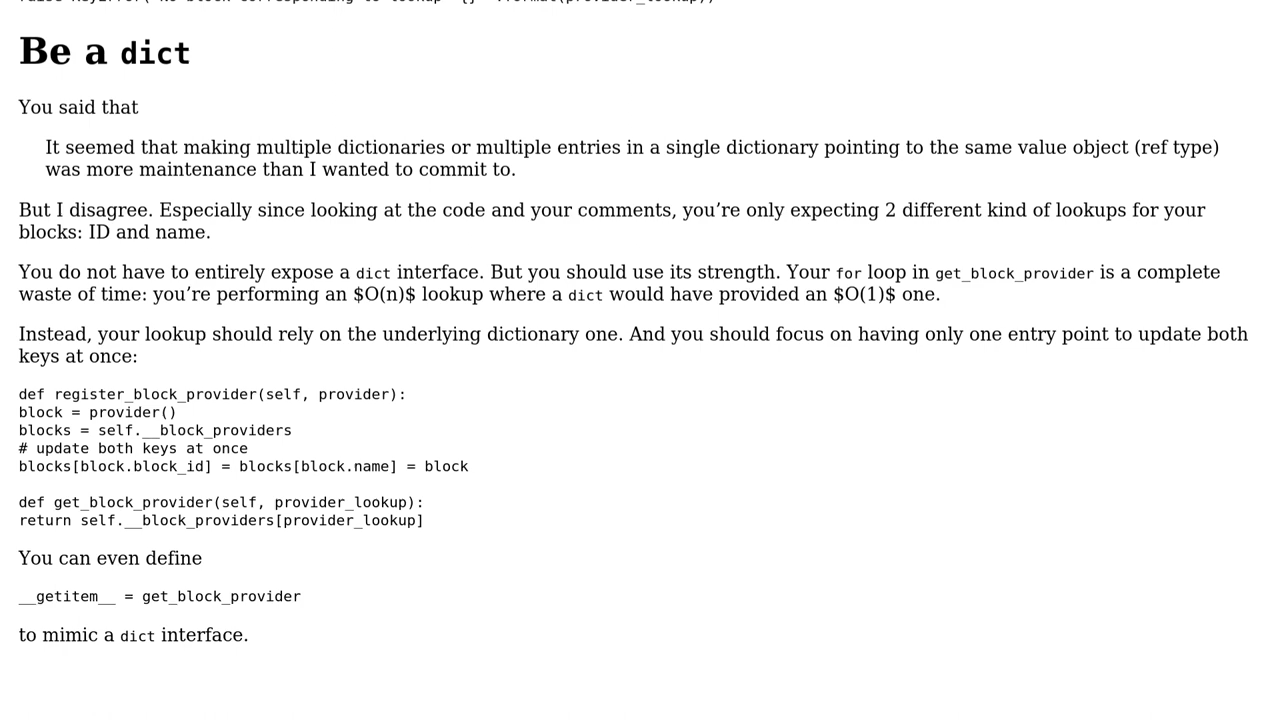 Be a dict
You said that
It seemed that making multiple dictionaries or multiple entries in a single dictionary pointing to the same value object (ref type)
was more maintenance than I wanted to commit to.
But I disagree. Especially since looking at the code and your comments, you’re only expecting 2 different kind of lookups for your
blocks: ID and name.
You do not have to entirely expose a dict interface. But you should use its strength. Your for loop in get_block_provider is a complete
waste of time: you’re performing an $O(n)$ lookup where a dict would have provided an $O(1)$ one.
Instead, your lookup should rely on the underlying dictionary one. And you should focus on having only one entry point to update both
keys at once:
def register_block_provider(self, provider):
block = provider()
blocks = self.__block_providers
# update both keys at once
blocks[block.block_id] = blocks[block.name] = block
def get_block_provider(self, provider_lookup):
return self.__block_providers[provider_lookup]
You can even define
__getitem__ = get_block_provider
to mimic a dict interface.